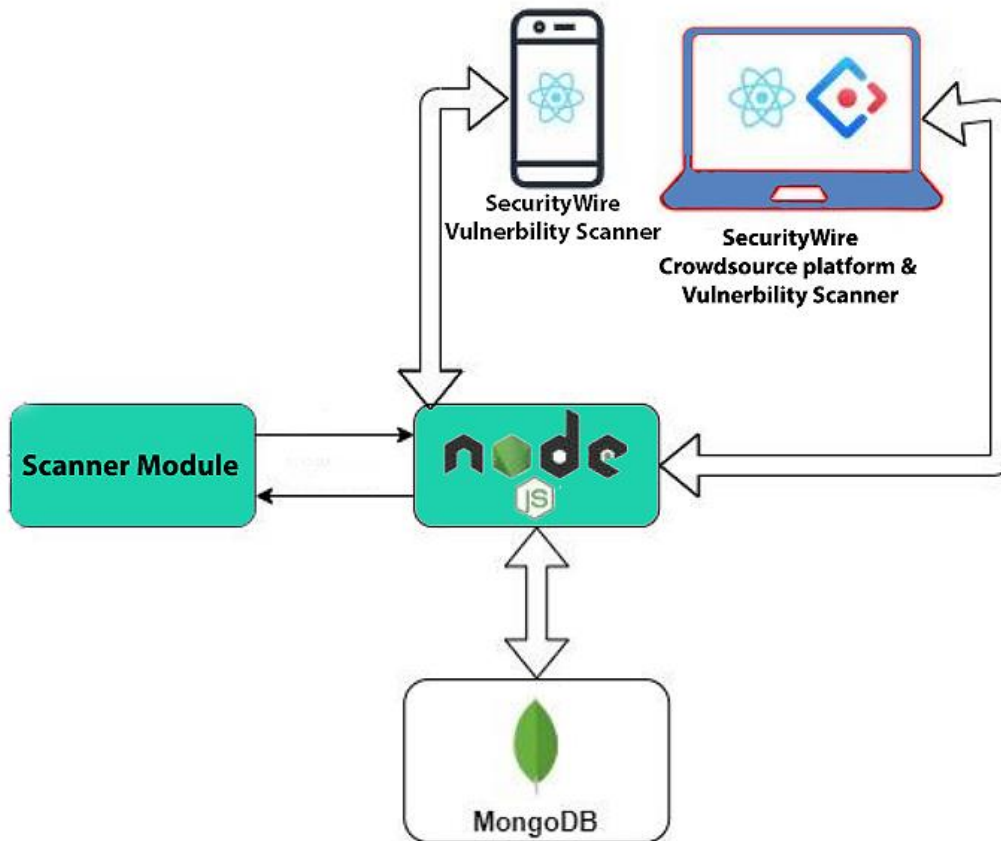 SecurityWire
Vulnerbility Scanner
SecurityWire
Crowdsource platform &
Vulnerbility Scanner
Scanner Module
node
JS
MongoDB